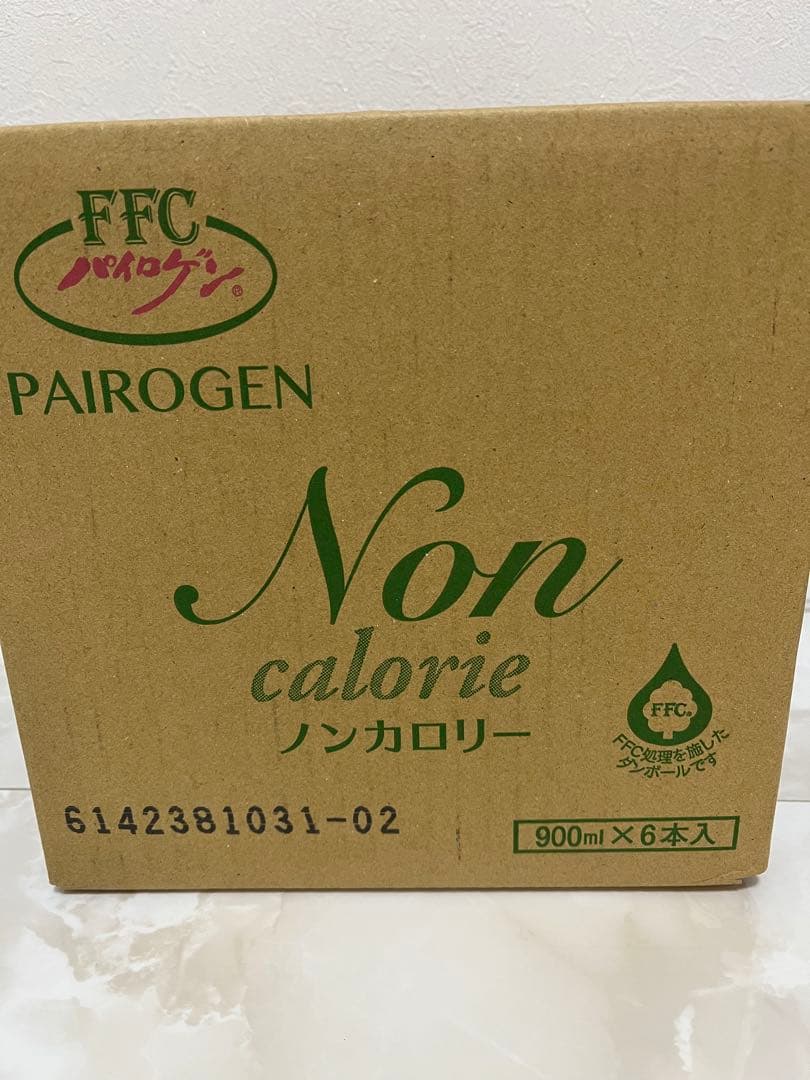 FFC
パイロゲン®
PAIROGEN
Non
calorie
ノンカロリー
FFC®
FFC処理を施した
ダンボールです
6142381031-02
900ml×6本入